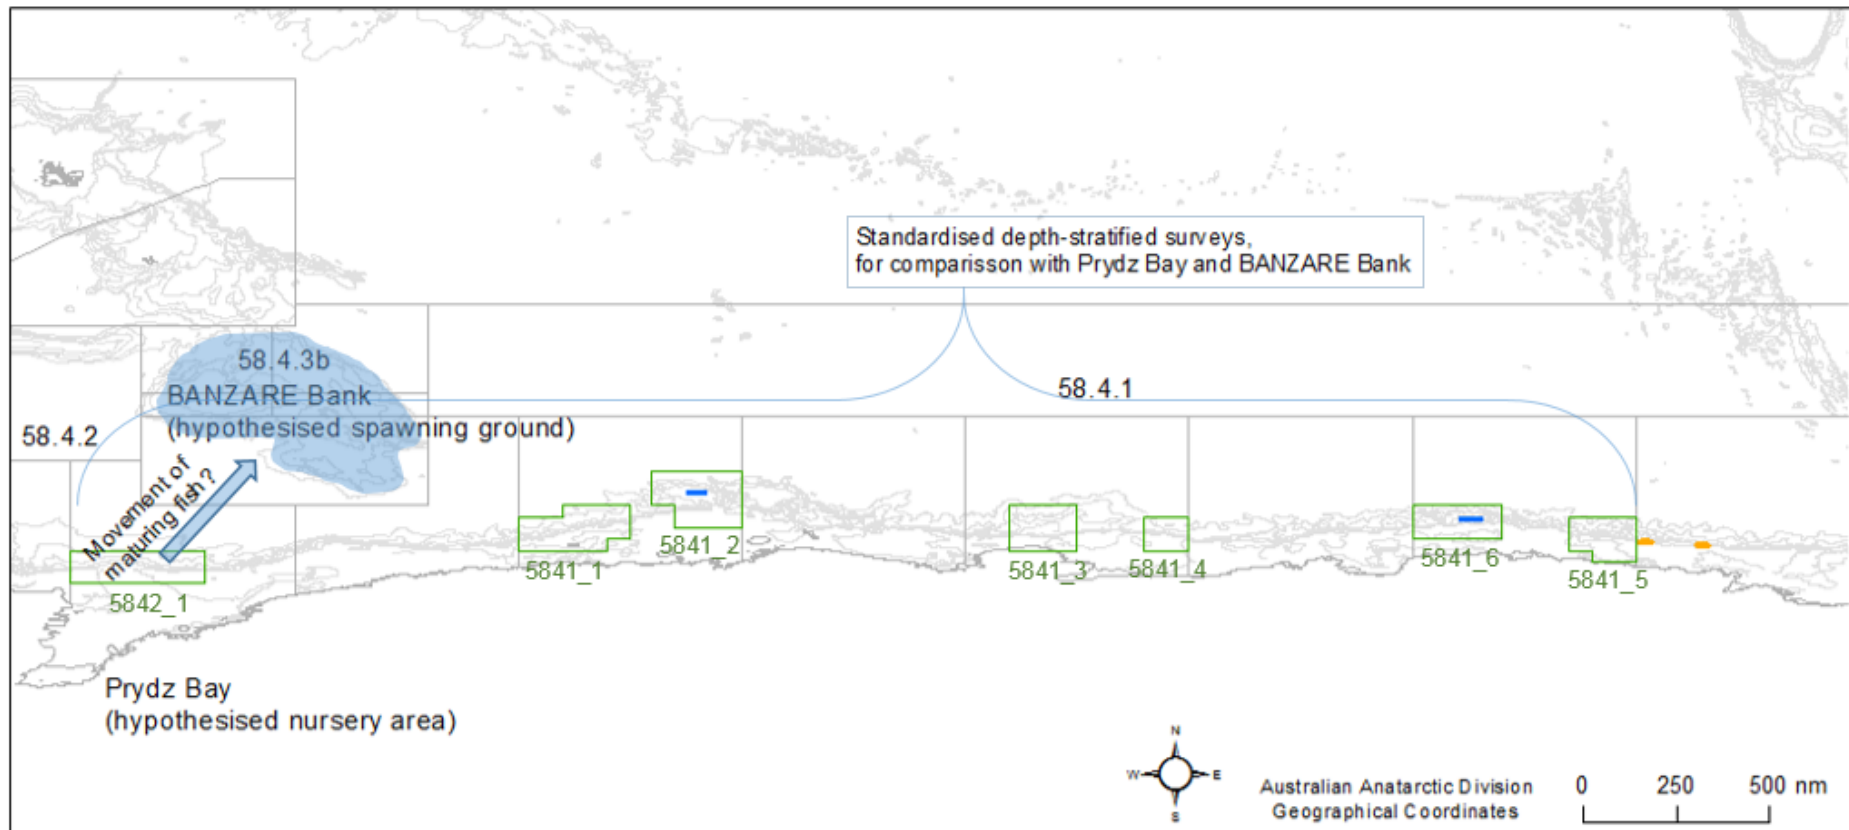 Standardised depth-stratified surveys,
for comparisson with Prydz Bay and BANZARE Bank
58.4.3b
BANZARE Bank
(hypothesised spawning ground)
58.4.1
58.4.2
Movement of
maturing fish?
5842_1
5841_1
5841_2
5841_3
5841_4
5841_6
5841_5
Prydz Bay
(hypothesised nursery area)
N
W E
S
Australian Anatarctic Division
Geographical Coordinates
0 250 500 nm